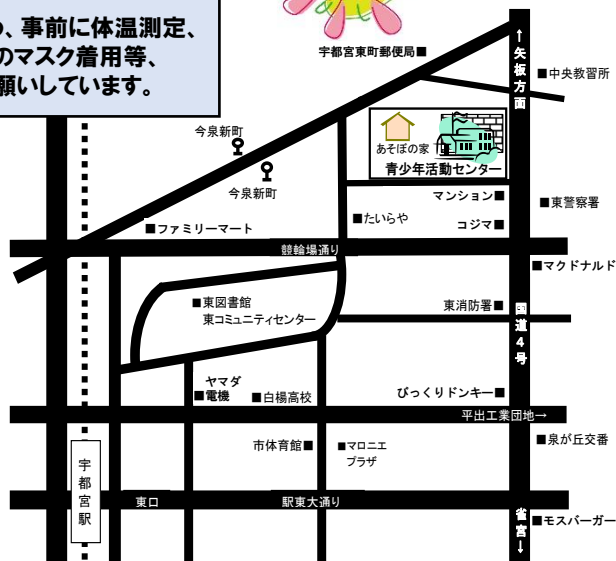 、事前に体温測定、
のマスク着用等、
願いしています。
宇都宮東町郵便局■
↑矢板方面
■中央教習所
今泉新町
あそぼの家
青少年活動センター
今泉新町
マンション■
■東警察署
■ファミリーマート
■たいらや
コジマ■
競輪場通り
■マクドナルド
■東図書館
東コミュニティセンター
東消防署■
国道4号
ヤマダ
■電機
■白楊高校
びっくりドンキー■
平出工業団地→
宇都宮駅
市体育館■
■マロニエ
プラザ
■泉が丘交番
東口
駅東大通り
雀宮↓
■モスバーガー